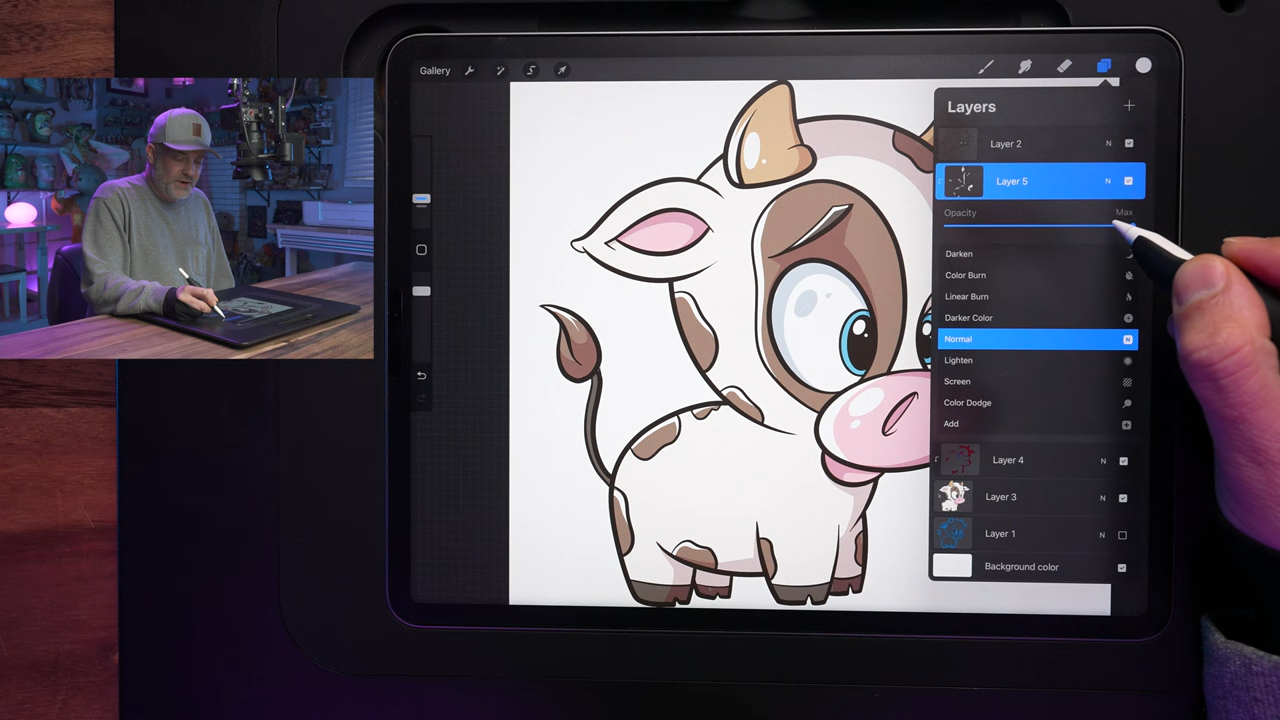 Gallery
Layers
Layer 2 N
Layer 5 N
Opacity Max
Darken
Color Burn
Linear Burn
Darker Color
Normal N
Lighten
Screen
Color Dodge
Add
Layer 4 N
Layer 3 N
Layer 1 N
Background color